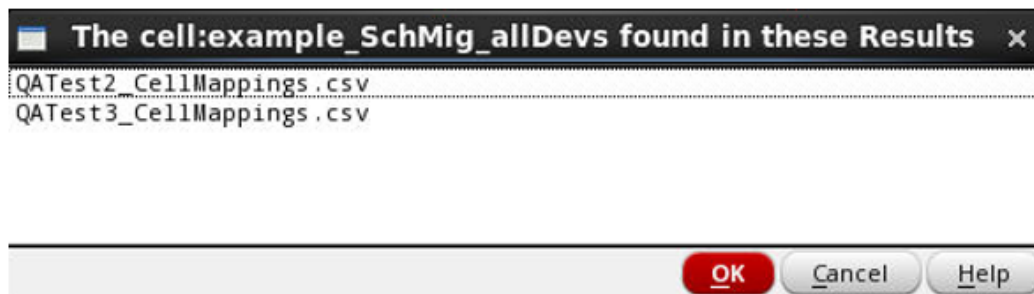 The cell:example_SchMig_allDevs found in these Results
QATest2_CellMappings.csv
QATest3_CellMappings.csv
OK Cancel Help